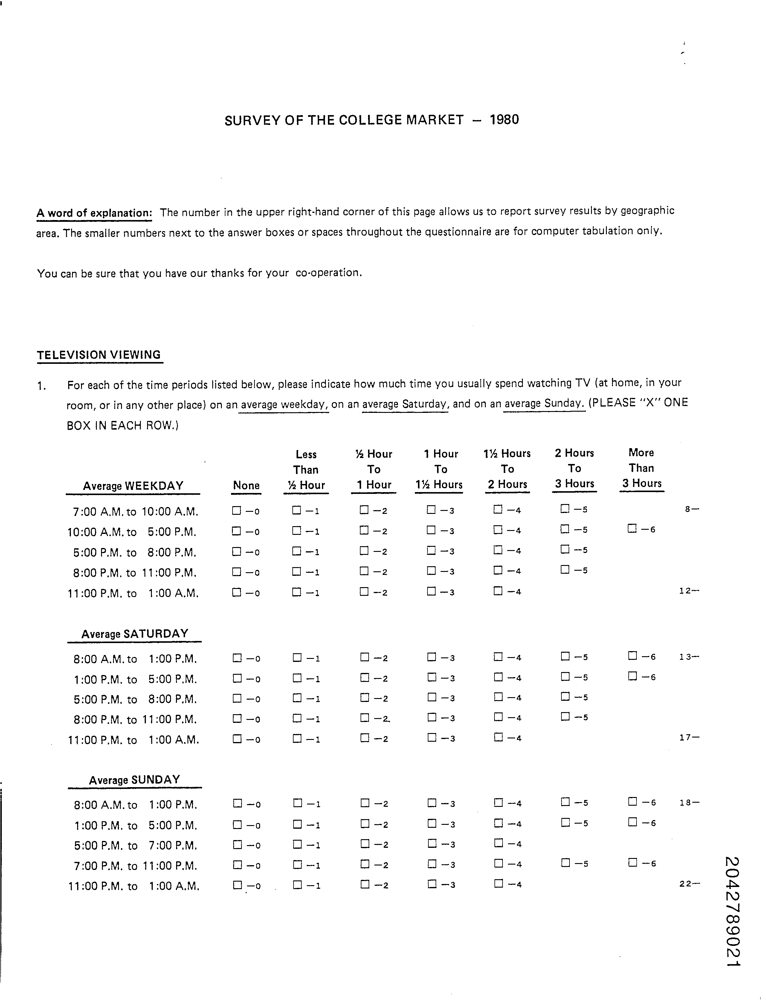 SURVEY OF THE COLLEGE MARKET — 1980
A word of explanation: The number in the upper right-hand corner of this page allows us to report survey results by geographic
area. The smaller numbers next to the answer boxes or spaces throughout the questionnaire are for computer tabulation only.
You can be sure that you have our thanks for your co-operation.
TELEVISION VIEWING
1. For each of the time periods listed below, please indicate how much time you usually spend watching TV (at home, in your
room, or in any other place) on an average weekday, on an average Saturday, and on an average Sunday. (PLEASE "X" ONE
BOX IN EACH ROW.)
Less ½ Hour 1 Hour 1½ Hours 2 Hours More
Than To To To To Than
Average WEEKDAY None ½ Hour 1 Hour 1½ Hours 2 Hours 3 Hours 3 Hours
7:00 A.M. to 10:00 A.M. ☐ —0 ☐ —1 ☐ —2 ☐ —3 ☐ —4 ☐ —5 8—
10:00 A.M. to 5:00 P.M. ☐ —0 ☐ —1 ☐ —2 ☐ —3 ☐ —4 ☐ —5 ☐ —6
5:00 P.M. to 8:00 P.M. ☐ —0 ☐ —1 ☐ —2 ☐ —3 ☐ —4 ☐ —5
8:00 P.M. to 11:00 P.M. ☐ —0 ☐ —1 ☐ —2 ☐ —3 ☐ —4 ☐ —5
11:00 P.M. to 1:00 A.M. ☐ —0 ☐ —1 ☐ —2 ☐ —3 ☐ —4 12—
Average SATURDAY
8:00 A.M. to 1:00 P.M. ☐ —0 ☐ —1 ☐ —2 ☐ —3 ☐ —4 ☐ —5 ☐ —6 13—
1:00 P.M. to 5:00 P.M. ☐ —0 ☐ —1 ☐ —2 ☐ —3 ☐ —4 ☐ —5 ☐ —6
5:00 P.M. to 8:00 P.M. ☐ —0 ☐ —1 ☐ —2 ☐ —3 ☐ —4 ☐ —5
8:00 P.M. to 11:00 P.M. ☐ —0 ☐ —1 ☐ —2 ☐ —3 ☐ —4 ☐ —5
11:00 P.M. to 1:00 A.M. ☐ —0 ☐ —1 ☐ —2 ☐ —3 ☐ —4 17—
Average SUNDAY
8:00 A.M. to 1:00 P.M. ☐ —0 ☐ —1 ☐ —2 ☐ —3 ☐ —4 ☐ —5 ☐ —6 18—
1:00 P.M. to 5:00 P.M. ☐ —0 ☐ —1 ☐ —2 ☐ —3 ☐ —4 ☐ —5 ☐ —6
5:00 P.M. to 7:00 P.M. ☐ —0 ☐ —1 ☐ —2 ☐ —3 ☐ —4
7:00 P.M. to 11:00 P.M. ☐ —0 ☐ —1 ☐ —2 ☐ —3 ☐ —4 ☐ —5 ☐ —6
11:00 P.M. to 1:00 A.M. ☐ —0 ☐ —1 ☐ —2 ☐ —3 ☐ —4 22—
2042789021